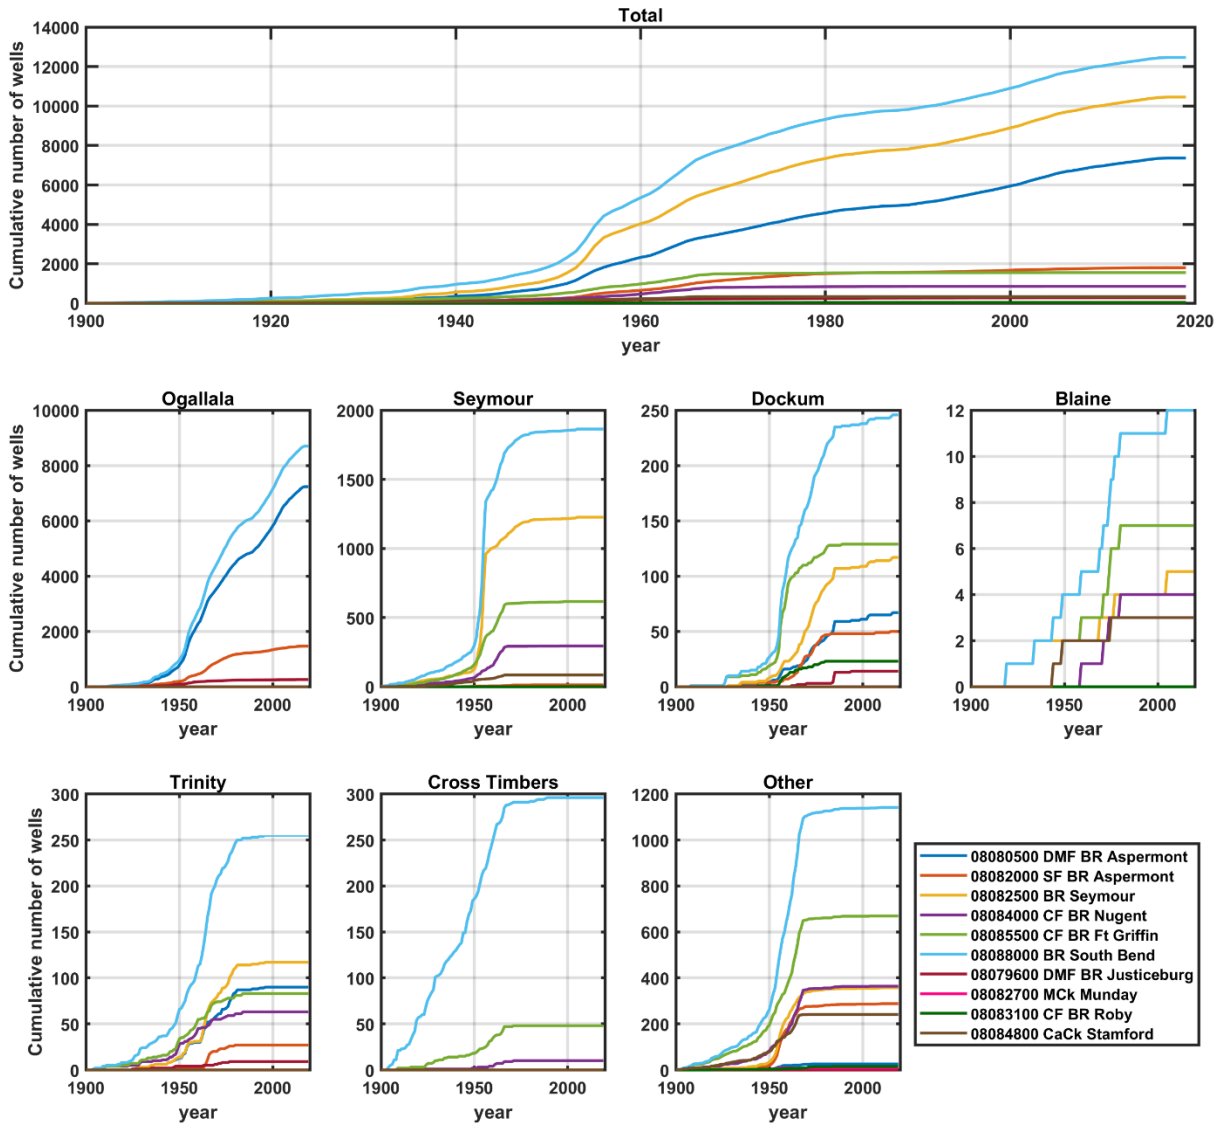 Total
Cumulative number of wells
14000
12000
10000
8000
6000
4000
2000
0
1900 1920 1940 1960 1980 2000 2020
year
Ogallala
Cumulative number of wells
10000
8000
6000
4000
2000
0
1900 1950 2000
year
Seymour
2000
1500
1000
500
0
1900 1950 2000
year
Dockum
250
200
150
100
50
0
1900 1950 2000
year
Blaine
12
10
8
6
4
2
0
1900 1950 2000
year
Trinity
Cumulative number of wells
300
250
200
150
100
50
0
1900 1950 2000
year
Cross Timbers
300
250
200
150
100
50
0
1900 1950 2000
year
Other
1200
1000
800
600
400
200
0
1900 1950 2000
year
08080500 DMF BR Aspermont
08082000 SF BR Aspermont
08082500 BR Seymour
08084000 CF BR Nugent
08085500 CF BR Ft Griffin
08088000 BR South Bend
08079600 DMF BR Justiceburg
08082700 MCk Munday
08083100 CF BR Roby
08084800 CaCk Stamford